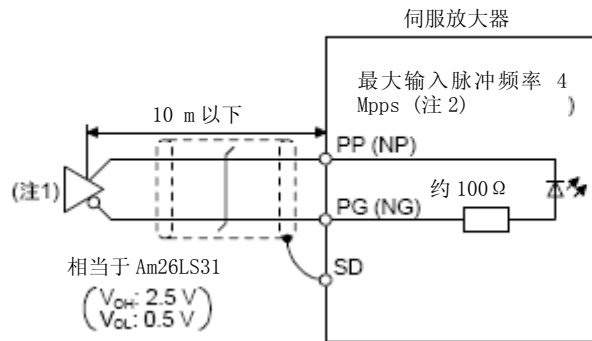 伺服放大器
最大输入脉冲频率 4
Mpps (注 2) )
10 m 以下
PP (NP)
(注1)
约 100 Ω
PG (NG)
相当于 Am26LS31
SD
(VOH: 2.5 V
VOL: 0.5 V)